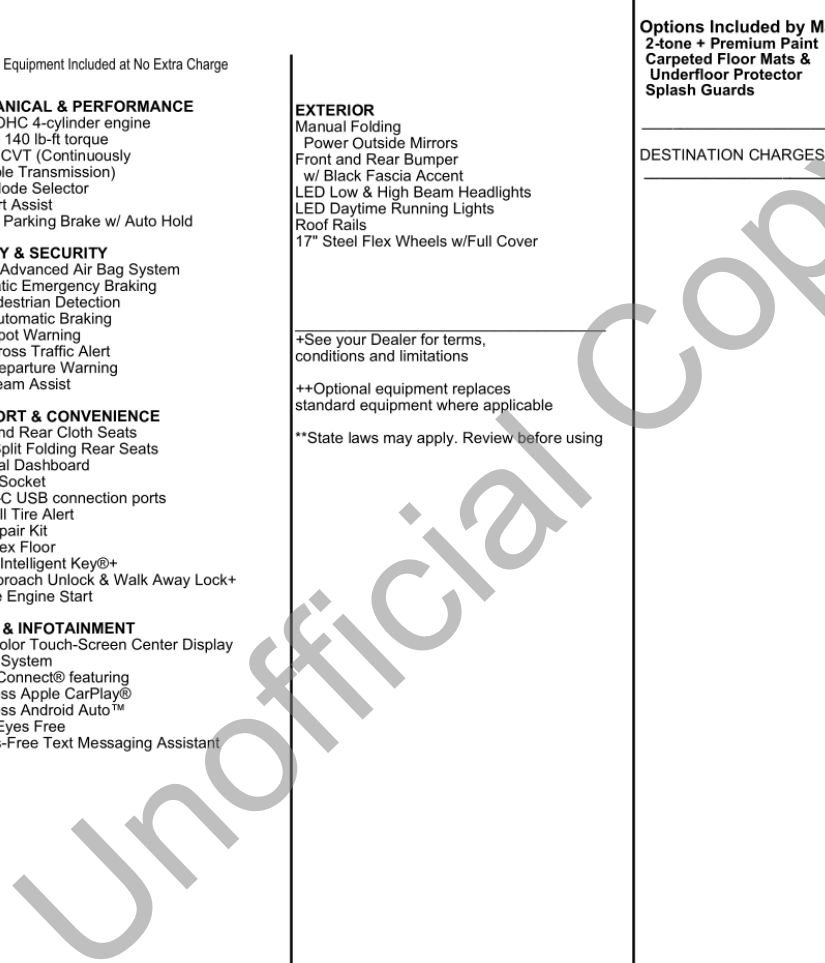 Equipment Included at No Extra Charge
ANICAL & PERFORMANCE
OHC 4-cylinder engine
140 lb-ft torque
CVT (Continuously
le Transmission)
ode Selector
rt Assist
Parking Brake w/ Auto Hold
Y & SECURITY
Advanced Air Bag System
tic Emergency Braking
destrian Detection
utomatic Braking
pot Warning
ross Traffic Alert
eparture Warning
eam Assist
ORT & CONVENIENCE
nd Rear Cloth Seats
plit Folding Rear Seats
al Dashboard
Socket
-C USB connection ports
ll Tire Alert
pair Kit
ex Floor
Intelligent Key®+
proach Unlock & Walk Away Lock+
e Engine Start
& INFOTAINMENT
olor Touch-Screen Center Display
System
Connect® featuring
ss Apple CarPlay®
ss Android Auto™
Eyes Free
s-Free Text Messaging Assistant
EXTERIOR
Manual Folding
Power Outside Mirrors
Front and Rear Bumper
w/ Black Fascia Accent
LED Low & High Beam Headlights
LED Daytime Running Lights
Roof Rails
17" Steel Flex Wheels w/Full Cover
+See your Dealer for terms,
conditions and limitations
++Optional equipment replaces
standard equipment where applicable
**State laws may apply. Review before using
Options Included by M
2-tone + Premium Paint
Carpeted Floor Mats &
Underfloor Protector
Splash Guards
DESTINATION CHARGES
Unofficial Copy